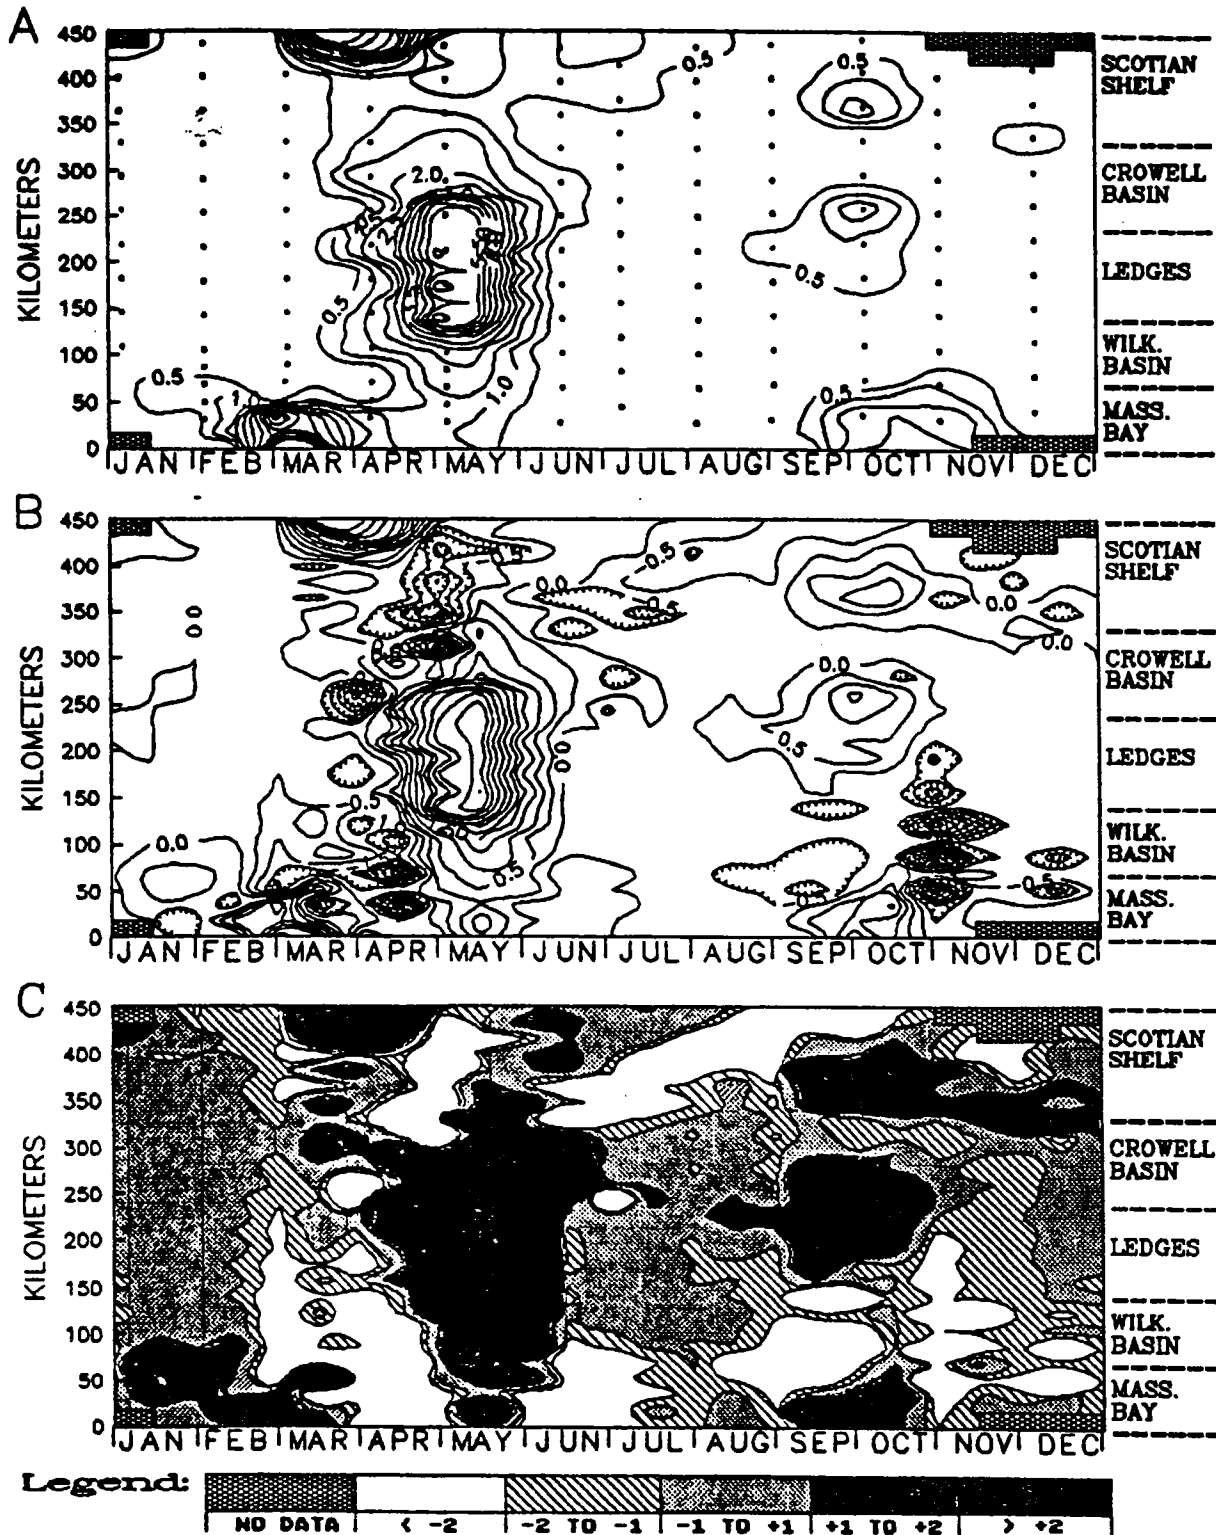 A
450
400
350
300
250
200
150
100
50
0
KILOMETERS
0.5
0.5
2.0
0.5
0.5
0.5
1.0
1.0
0.5
SCOTIAN
SHELF
CROWELL
BASIN
LEDGES
WILK.
BASIN
MASS.
BAY
JAN FEB MAR APR MAY JUN JUL AUG SEP OCT NOV DEC
B
450
400
350
300
250
200
150
100
50
0
KILOMETERS
-0.5
0.0
-0.5
0.0
0.0
0.0
0.0
0.5
0.0
-0.5
0.0
0.5
-0.5
SCOTIAN
SHELF
CROWELL
BASIN
LEDGES
WILK.
BASIN
MASS.
BAY
JAN FEB MAR APR MAY JUN JUL AUG SEP OCT NOV DEC
C
450
400
350
300
250
200
150
100
50
0
KILOMETERS
SCOTIAN
SHELF
CROWELL
BASIN
LEDGES
WILK.
BASIN
MASS.
BAY
JAN FEB MAR APR MAY JUN JUL AUG SEP OCT NOV DEC
Legend:
NO DATA < -2 -2 TO -1 -1 TO +1 +1 TO +2 > +2